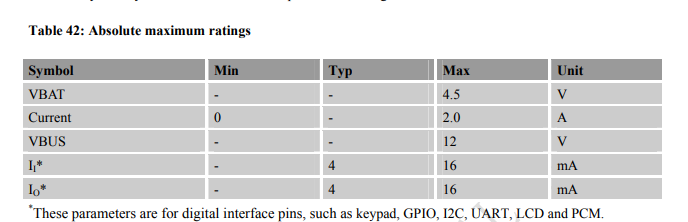 Table 42: Absolute maximum ratings
Symbol Min Typ Max Unit
VBAT - - 4.5 V
Current 0 - 2.0 A
VBUS - - 12 V
I_I* - 4 16 mA
I_O* - 4 16 mA
*These parameters are for digital interface pins, such as keypad, GPIO, I2C, UART, LCD and PCM.